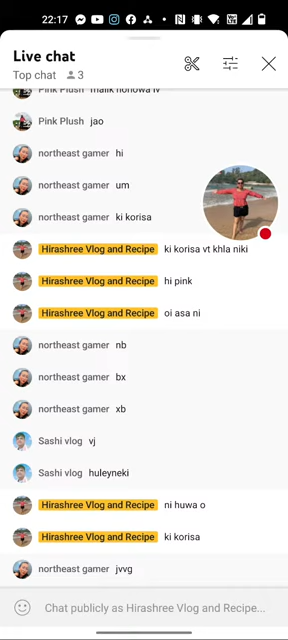 22:17
Live chat
Top chat 3
Pink Plush malik nohowa lv
Pink Plush jao
northeast gamer hi
northeast gamer um
northeast gamer ki korisa
Hirashree Vlog and Recipe ki korisa vt khla niki
Hirashree Vlog and Recipe hi pink
Hirashree Vlog and Recipe oi asa ni
northeast gamer nb
northeast gamer bx
northeast gamer xb
Sashi vlog vj
Sashi vlog huleyneki
Hirashree Vlog and Recipe ni huwa o
Hirashree Vlog and Recipe ki korisa
northeast gamer jvvg
Chat publicly as Hirashree Vlog and Recipe...